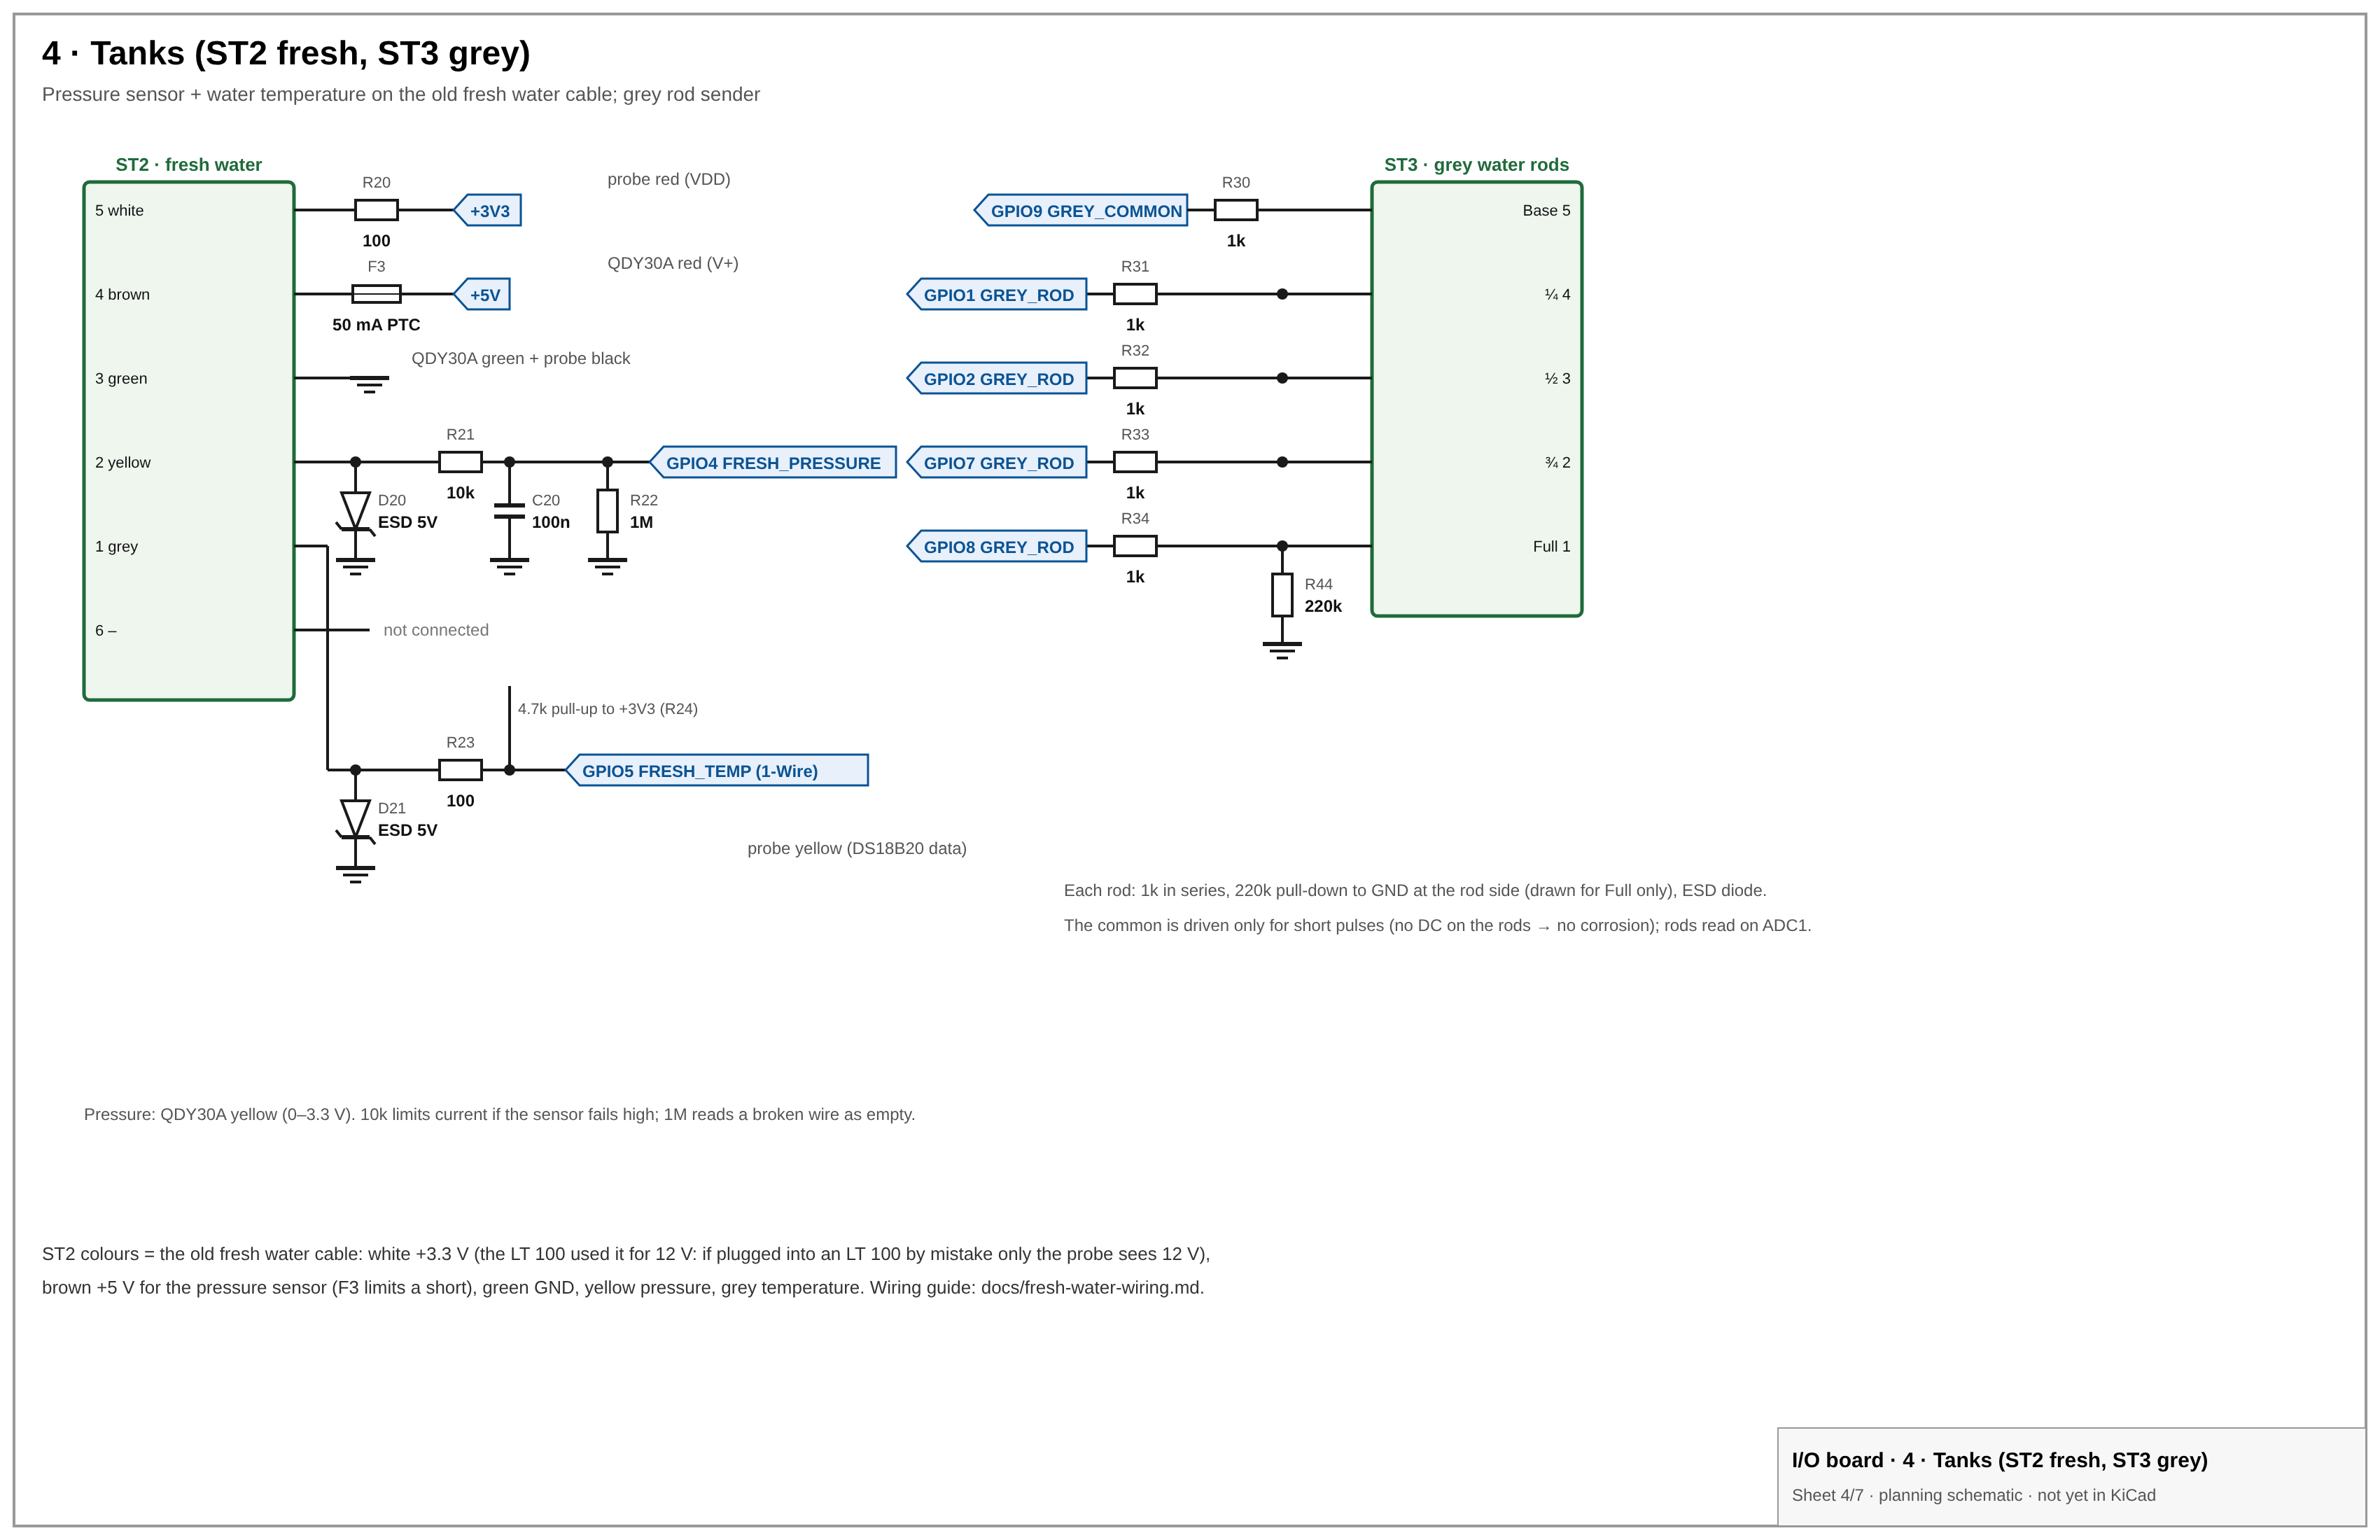 4 · Tanks (ST2 fresh, ST3 grey)
Pressure sensor + water temperature on the old fresh water cable; grey rod sender
ST2 · fresh water
5 white
4 brown
3 green
2 yellow
1 grey
6 –
R20
100
+3V3
probe red (VDD)
F3
50 mA PTC
+5V
QDY30A red (V+)
QDY30A green + probe black
R21
10k
GPIO4 FRESH_PRESSURE
D20
ESD 5V
C20
100n
R22
1M
not connected
4.7k pull-up to +3V3 (R24)
R23
100
GPIO5 FRESH_TEMP (1-Wire)
D21
ESD 5V
probe yellow (DS18B20 data)
ST3 · grey water rods
GPIO9 GREY_COMMON
R30
1k
Base 5
GPIO1 GREY_ROD
R31
1k
¼ 4
GPIO2 GREY_ROD
R32
1k
½ 3
GPIO7 GREY_ROD
R33
1k
¾ 2
GPIO8 GREY_ROD
R34
1k
Full 1
R44
220k
Each rod: 1k in series, 220k pull-down to GND at the rod side (drawn for Full only), ESD diode.
The common is driven only for short pulses (no DC on the rods → no corrosion); rods read on ADC1.
Pressure: QDY30A yellow (0–3.3 V). 10k limits current if the sensor fails high; 1M reads a broken wire as empty.
ST2 colours = the old fresh water cable: white +3.3 V (the LT 100 used it for 12 V: if plugged into an LT 100 by mistake only the probe sees 12 V),
brown +5 V for the pressure sensor (F3 limits a short), green GND, yellow pressure, grey temperature. Wiring guide: docs/fresh-water-wiring.md.
I/O board · 4 · Tanks (ST2 fresh, ST3 grey)
Sheet 4/7 · planning schematic · not yet in KiCad